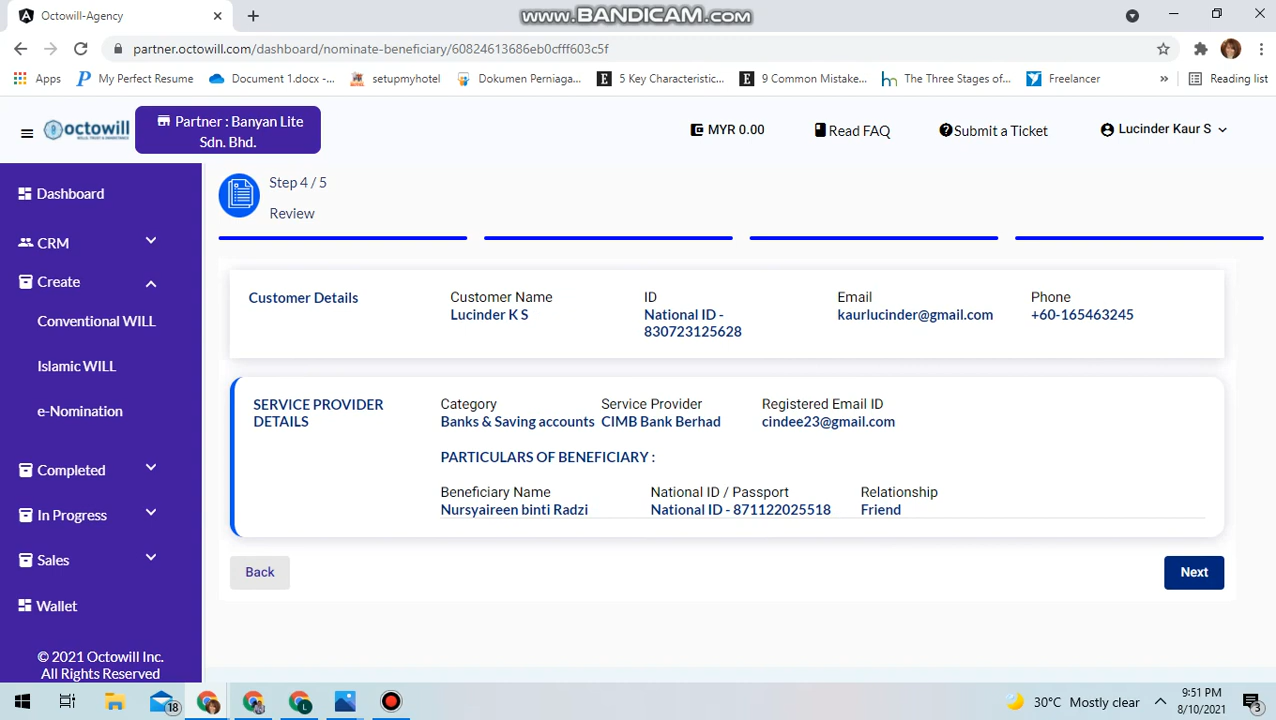 Octowill-Agency
WWW.BANDICAM.COM
partner.octowill.com/dashboard/nominate-beneficiary/60824613686eb0cfff603c5f
Apps
My Perfect Resume
Document 1.docx -...
setupmyhotel
Dokumen Perniaga...
5 Key Characteristic...
9 Common Mistake...
The Three Stages of...
Freelancer
»
Reading list
octowill
Partner : Banyan Lite
Sdn. Bhd.
MYR 0.00
Read FAQ
Submit a Ticket
Lucinder Kaur S
Dashboard
CRM
Create
Conventional WILL
Islamic WILL
e-Nomination
Completed
In Progress
Sales
Wallet
© 2021 Octowill Inc.
All Rights Reserved
Step 4 / 5
Review
Customer Details
Customer Name
Lucinder K S
ID
National ID -
830723125628
Email
kaurlucinder@gmail.com
Phone
+60-165463245
SERVICE PROVIDER
DETAILS
Category
Banks & Saving accounts
Service Provider
CIMB Bank Berhad
Registered Email ID
cindee23@gmail.com
PARTICULARS OF BENEFICIARY :
Beneficiary Name
Nursyaireen binti Radzi
National ID / Passport
National ID - 871122025518
Relationship
Friend
Back
Next
18
30°C Mostly clear
9:51 PM
8/10/2021
3